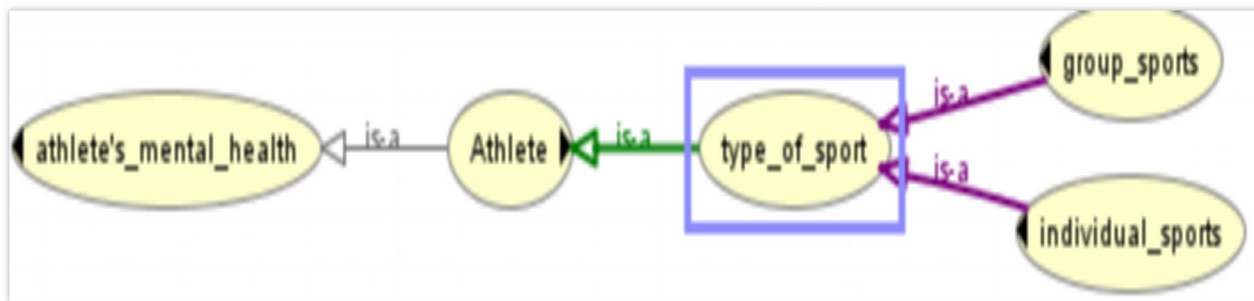 group_sports
is-a
athlete's_mental_health
is-a
Athlete
is-a
type_of_sport
is-a
individual_sports